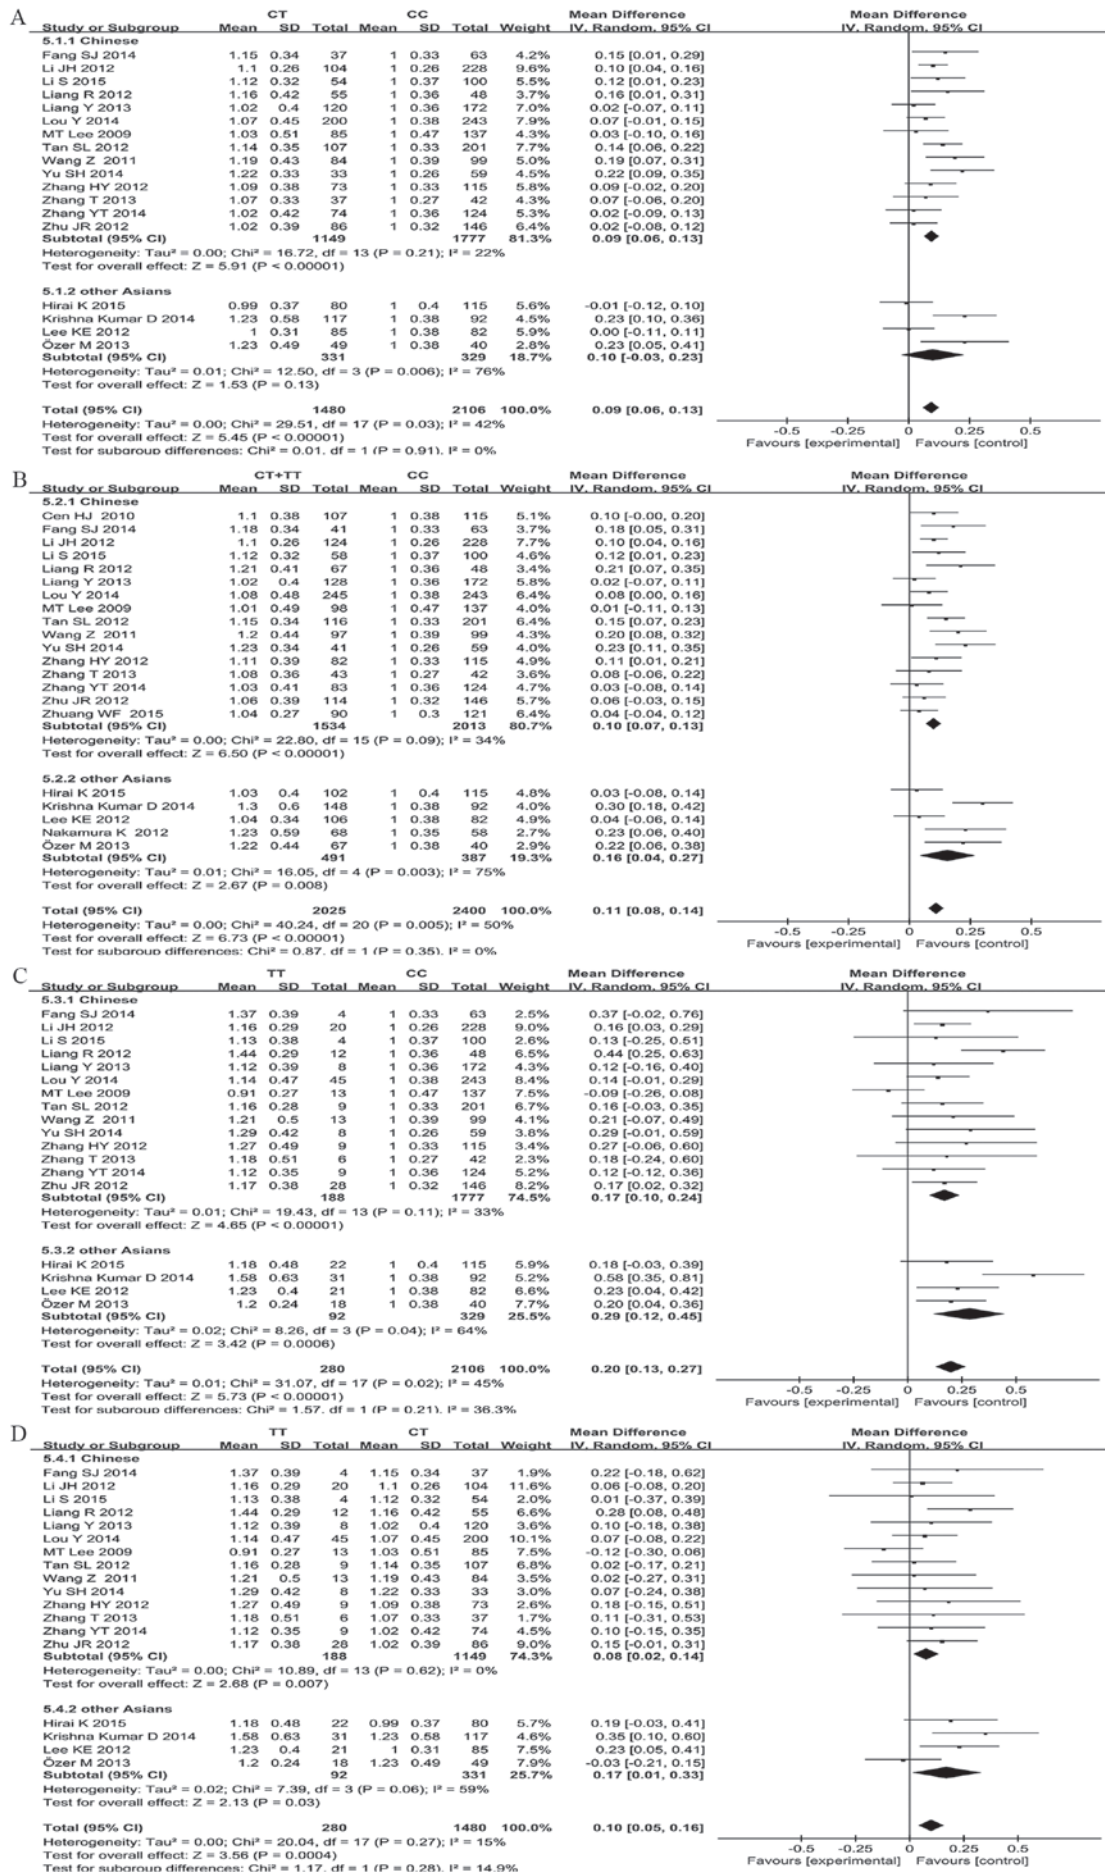 A
CT CC Mean Difference Mean Difference
Study or Subgroup Mean SD Total Mean SD Total Weight IV, Random, 95% CI IV, Random, 95% CI
5.1.1 Chinese
Fang SJ 2014 1.15 0.34 37 1 0.33 63 4.2% 0.15 [0.01, 0.29]
Li JH 2012 1.1 0.26 104 1 0.26 228 9.6% 0.10 [0.04, 0.16]
Li S 2015 1.12 0.32 54 1 0.37 100 5.6% 0.12 [0.01, 0.23]
Liang R 2012 1.16 0.42 55 1 0.36 48 3.7% 0.16 [0.01, 0.31]
Liang Y 2013 1.02 0.4 120 1 0.36 172 7.0% 0.02 [-0.07, 0.11]
Lou Y 2014 1.07 0.45 200 1 0.38 243 7.9% 0.07 [-0.01, 0.15]
MT Lee 2009 1.03 0.51 85 1 0.47 137 4.3% 0.03 [-0.10, 0.16]
Tan SL 2012 1.14 0.35 107 1 0.33 201 7.7% 0.14 [0.06, 0.22]
Wang Z 2011 1.19 0.43 84 1 0.39 99 5.0% 0.19 [0.07, 0.31]
Yu SH 2014 1.22 0.33 33 1 0.26 59 4.6% 0.22 [0.09, 0.35]
Zhang HY 2012 1.09 0.38 73 1 0.33 115 5.8% 0.09 [-0.02, 0.20]
Zhang T 2013 1.07 0.33 37 1 0.27 42 4.3% 0.07 [-0.06, 0.20]
Zhang YT 2014 1.02 0.42 74 1 0.36 124 5.3% 0.02 [-0.09, 0.13]
Zhu JR 2012 1.02 0.39 86 1 0.32 146 6.4% 0.02 [-0.08, 0.12]
Subtotal (95% CI) 1149 1777 81.3% 0.09 [0.06, 0.13]
Heterogeneity: Tau² = 0.00; Chi² = 16.72, df = 13 (P = 0.21); I² = 22%
Test for overall effect: Z = 5.91 (P < 0.00001)
5.1.2 other Asians
Hirai K 2015 0.99 0.37 80 1 0.4 115 5.6% -0.01 [-0.12, 0.10]
Krishna Kumar D 2014 1.23 0.58 117 1 0.38 92 4.5% 0.23 [0.10, 0.36]
Lee KE 2012 1 0.31 85 1 0.38 82 5.9% 0.00 [-0.11, 0.11]
Özer M 2013 1.23 0.49 49 1 0.38 40 2.8% 0.23 [0.05, 0.41]
Subtotal (95% CI) 331 329 18.7% 0.10 [-0.03, 0.23]
Heterogeneity: Tau² = 0.01; Chi² = 12.50, df = 3 (P = 0.006); I² = 76%
Test for overall effect: Z = 1.53 (P = 0.13)
Total (95% CI) 1480 2106 100.0% 0.09 [0.06, 0.13]
Heterogeneity: Tau² = 0.00; Chi² = 29.51, df = 17 (P = 0.03); I² = 42%
Test for overall effect: Z = 5.45 (P < 0.00001)
Test for subgroup differences: Chi² = 0.01, df = 1 (P = 0.91), I² = 0%
-0.5 -0.25 0 0.25 0.5
Favours [experimental] Favours [control]
B
CT+TT CC Mean Difference Mean Difference
Study or Subgroup Mean SD Total Mean SD Total Weight IV, Random, 95% CI IV, Random, 95% CI
5.2.1 Chinese
Cen HJ 2010 1.1 0.38 107 1 0.38 115 5.1% 0.10 [-0.00, 0.20]
Fang SJ 2014 1.18 0.34 41 1 0.33 63 4.0% 0.18 [0.05, 0.31]
Li JH 2012 1.1 0.26 124 1 0.26 228 7.7% 0.10 [0.04, 0.16]
Li S 2015 1.12 0.32 58 1 0.37 100 4.8% 0.12 [0.01, 0.23]
Liang R 2012 1.21 0.41 67 1 0.36 48 3.4% 0.21 [0.07, 0.35]
Liang Y 2013 1.02 0.4 128 1 0.36 172 5.8% 0.02 [-0.07, 0.11]
Lou Y 2014 1.08 0.48 245 1 0.38 243 6.4% 0.08 [0.00, 0.16]
MT Lee 2009 1.01 0.49 98 1 0.47 137 4.0% 0.01 [-0.11, 0.13]
Tan SL 2012 1.15 0.34 116 1 0.33 201 6.4% 0.15 [0.07, 0.23]
Wang Z 2011 1.2 0.44 97 1 0.39 99 4.3% 0.20 [0.08, 0.32]
Yu SH 2014 1.23 0.34 41 1 0.26 59 4.0% 0.23 [0.11, 0.35]
Zhang HY 2012 1.11 0.39 82 1 0.33 115 4.9% 0.11 [0.01, 0.21]
Zhang T 2013 1.08 0.36 43 1 0.27 42 3.6% 0.08 [-0.06, 0.22]
Zhang YT 2014 1.03 0.41 83 1 0.36 124 4.7% 0.03 [-0.08, 0.14]
Zhu JR 2012 1.06 0.39 114 1 0.32 146 5.6% 0.06 [-0.03, 0.15]
Zhuang WF 2015 1.04 0.27 90 1 0.3 121 6.4% 0.04 [-0.04, 0.12]
Subtotal (95% CI) 1534 2013 80.7% 0.10 [0.07, 0.13]
Heterogeneity: Tau² = 0.00; Chi² = 22.80, df = 15 (P = 0.09); I² = 34%
Test for overall effect: Z = 6.50 (P < 0.00001)
5.2.2 other Asians
Hirai K 2015 1.03 0.4 102 1 0.4 115 4.8% 0.03 [-0.08, 0.14]
Krishna Kumar D 2014 1.3 0.6 148 1 0.38 92 4.0% 0.30 [0.18, 0.42]
Lee KE 2012 1.04 0.34 106 1 0.38 82 4.9% 0.04 [-0.06, 0.14]
Nakamura K 2012 1.23 0.59 68 1 0.35 58 2.7% 0.23 [0.06, 0.40]
Özer M 2013 1.22 0.44 67 1 0.38 40 2.9% 0.22 [0.06, 0.38]
Subtotal (95% CI) 491 387 19.3% 0.16 [0.04, 0.27]
Heterogeneity: Tau² = 0.01; Chi² = 16.05, df = 4 (P = 0.003); I² = 75%
Test for overall effect: Z = 2.67 (P = 0.008)
Total (95% CI) 2025 2400 100.0% 0.11 [0.08, 0.14]
Heterogeneity: Tau² = 0.00; Chi² = 40.24, df = 20 (P = 0.005); I² = 50%
Test for overall effect: Z = 6.73 (P < 0.00001)
Test for subgroup differences: Chi² = 0.87, df = 1 (P = 0.35), I² = 0%
-0.5 -0.25 0 0.25 0.5
Favours [experimental] Favours [control]
C
TT CC Mean Difference Mean Difference
Study or Subgroup Mean SD Total Mean SD Total Weight IV, Random, 95% CI IV, Random, 95% CI
5.3.1 Chinese
Fang SJ 2014 1.37 0.39 4 1 0.33 63 2.5% 0.37 [-0.02, 0.76]
Li JH 2012 1.16 0.29 20 1 0.26 228 9.1% 0.16 [0.03, 0.29]
Li S 2015 1.13 0.38 4 1 0.37 100 2.6% 0.13 [-0.25, 0.51]
Liang R 2012 1.44 0.29 12 1 0.36 48 6.5% 0.44 [0.25, 0.63]
Liang Y 2013 1.12 0.39 8 1 0.36 172 4.2% 0.12 [-0.16, 0.40]
Lou Y 2014 1.14 0.47 45 1 0.38 243 8.4% 0.14 [-0.01, 0.29]
MT Lee 2009 0.91 0.27 13 1 0.47 137 7.5% -0.09 [-0.26, 0.08]
Tan SL 2012 1.16 0.28 9 1 0.33 201 6.7% 0.16 [-0.03, 0.35]
Wang Z 2011 1.21 0.5 13 1 0.39 99 4.1% 0.21 [-0.07, 0.49]
Yu SH 2014 1.29 0.42 8 1 0.26 59 3.8% 0.29 [-0.01, 0.59]
Zhang HY 2012 1.27 0.49 9 1 0.33 115 3.4% 0.27 [-0.06, 0.60]
Zhang T 2013 1.18 0.51 6 1 0.27 42 2.3% 0.18 [-0.24, 0.60]
Zhang YT 2014 1.12 0.35 9 1 0.36 124 5.2% 0.12 [-0.12, 0.36]
Zhu JR 2012 1.17 0.38 28 1 0.32 146 8.2% 0.17 [0.02, 0.32]
Subtotal (95% CI) 188 1777 74.5% 0.17 [0.10, 0.24]
Heterogeneity: Tau² = 0.01; Chi² = 19.43, df = 13 (P = 0.11); I² = 33%
Test for overall effect: Z = 4.65 (P < 0.00001)
5.3.2 other Asians
Hirai K 2015 1.18 0.48 22 1 0.4 115 5.9% 0.18 [-0.03, 0.39]
Krishna Kumar D 2014 1.58 0.63 31 1 0.38 92 5.2% 0.58 [0.35, 0.81]
Lee KE 2012 1.23 0.4 21 1 0.38 82 6.6% 0.23 [0.04, 0.42]
Özer M 2013 1.2 0.24 18 1 0.38 40 7.7% 0.20 [0.04, 0.36]
Subtotal (95% CI) 92 329 25.5% 0.29 [0.12, 0.45]
Heterogeneity: Tau² = 0.02; Chi² = 8.26, df = 3 (P = 0.04); I² = 64%
Test for overall effect: Z = 3.42 (P = 0.0006)
Total (95% CI) 280 2106 100.0% 0.20 [0.13, 0.27]
Heterogeneity: Tau² = 0.01; Chi² = 31.07, df = 17 (P = 0.02); I² = 45%
Test for overall effect: Z = 5.73 (P < 0.00001)
Test for subgroup differences: Chi² = 1.57, df = 1 (P = 0.21), I² = 36.3%
-0.5 -0.25 0 0.25 0.5
Favours [experimental] Favours [control]
D
TT CT Mean Difference Mean Difference
Study or Subgroup Mean SD Total Mean SD Total Weight IV, Random, 95% CI IV, Random, 95% CI
5.4.1 Chinese
Fang SJ 2014 1.37 0.39 4 1.15 0.34 37 1.9% 0.22 [-0.18, 0.62]
Li JH 2012 1.16 0.29 20 1.1 0.26 104 11.6% 0.06 [-0.08, 0.20]
Li S 2015 1.13 0.38 4 1.12 0.32 54 2.0% 0.01 [-0.37, 0.39]
Liang R 2012 1.44 0.29 12 1.16 0.42 55 6.9% 0.28 [0.08, 0.48]
Liang Y 2013 1.12 0.39 8 1.02 0.4 120 3.6% 0.10 [-0.18, 0.38]
Lou Y 2014 1.14 0.47 45 1.07 0.45 200 10.1% 0.07 [-0.08, 0.22]
MT Lee 2009 0.91 0.27 13 1.03 0.51 85 8.1% -0.12 [-0.30, 0.06]
Tan SL 2012 1.16 0.28 9 1.14 0.35 107 6.8% 0.02 [-0.17, 0.21]
Wang Z 2011 1.21 0.5 13 1.19 0.43 84 3.5% 0.02 [-0.27, 0.31]
Yu SH 2014 1.29 0.42 8 1.22 0.33 33 3.0% 0.07 [-0.24, 0.38]
Zhang HY 2012 1.27 0.49 9 1.09 0.38 73 2.6% 0.18 [-0.15, 0.51]
Zhang T 2013 1.18 0.51 6 1.07 0.33 37 1.7% 0.11 [-0.31, 0.53]
Zhang YT 2014 1.12 0.35 9 1.02 0.42 74 4.5% 0.10 [-0.15, 0.35]
Zhu JR 2012 1.17 0.38 28 1.02 0.39 86 9.0% 0.15 [-0.01, 0.31]
Subtotal (95% CI) 188 1149 74.3% 0.08 [0.02, 0.14]
Heterogeneity: Tau² = 0.00; Chi² = 10.89, df = 13 (P = 0.62); I² = 0%
Test for overall effect: Z = 2.68 (P = 0.007)
5.4.2 other Asians
Hirai K 2015 1.18 0.48 22 0.99 0.37 80 5.7% 0.19 [-0.03, 0.41]
Krishna Kumar D 2014 1.58 0.63 31 1.23 0.58 117 4.6% 0.35 [0.10, 0.60]
Lee KE 2012 1.23 0.4 21 1 0.31 85 7.5% 0.23 [0.05, 0.41]
Özer M 2013 1.2 0.24 18 1.23 0.49 49 7.9% -0.03 [-0.21, 0.15]
Subtotal (95% CI) 92 331 25.7% 0.17 [0.01, 0.33]
Heterogeneity: Tau² = 0.02; Chi² = 7.39, df = 3 (P = 0.06); I² = 59%
Test for overall effect: Z = 2.13 (P = 0.03)
Total (95% CI) 280 1480 100.0% 0.10 [0.05, 0.16]
Heterogeneity: Tau² = 0.00; Chi² = 20.04, df = 17 (P = 0.27); I² = 15%
Test for overall effect: Z = 3.56 (P = 0.0004)
Test for subgroup differences: Chi² = 1.17, df = 1 (P = 0.28), I² = 14.9%
-0.5 -0.25 0 0.25 0.5
Favours [experimental] Favours [control]